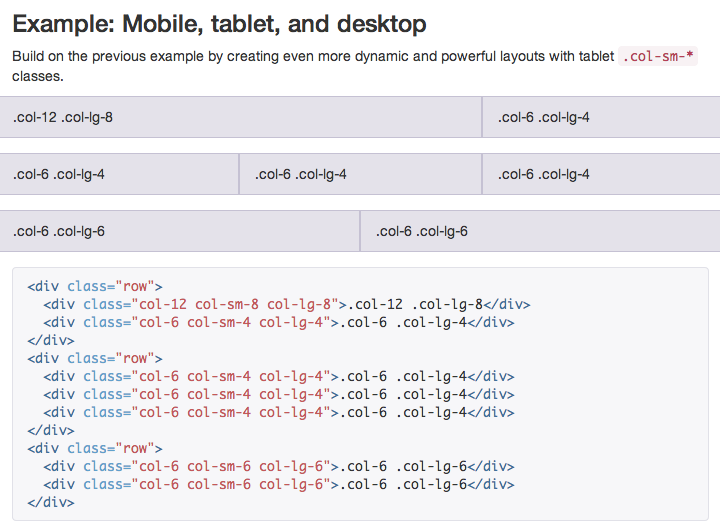 Example: Mobile, tablet, and desktop
Build on the previous example by creating even more dynamic and powerful layouts with tablet .col-sm-*
classes.
.col-12 .col-lg-8 .col-6 .col-lg-4
.col-6 .col-lg-4 .col-6 .col-lg-4 .col-6 .col-lg-4
.col-6 .col-lg-6 .col-6 .col-lg-6
<div class="row">
  <div class="col-12 col-sm-8 col-lg-8">.col-12 .col-lg-8</div>
  <div class="col-6 col-sm-4 col-lg-4">.col-6 .col-lg-4</div>
</div>
<div class="row">
  <div class="col-6 col-sm-4 col-lg-4">.col-6 .col-lg-4</div>
  <div class="col-6 col-sm-4 col-lg-4">.col-6 .col-lg-4</div>
  <div class="col-6 col-sm-4 col-lg-4">.col-6 .col-lg-4</div>
</div>
<div class="row">
  <div class="col-6 col-sm-6 col-lg-6">.col-6 .col-lg-6</div>
  <div class="col-6 col-sm-6 col-lg-6">.col-6 .col-lg-6</div>
</div>